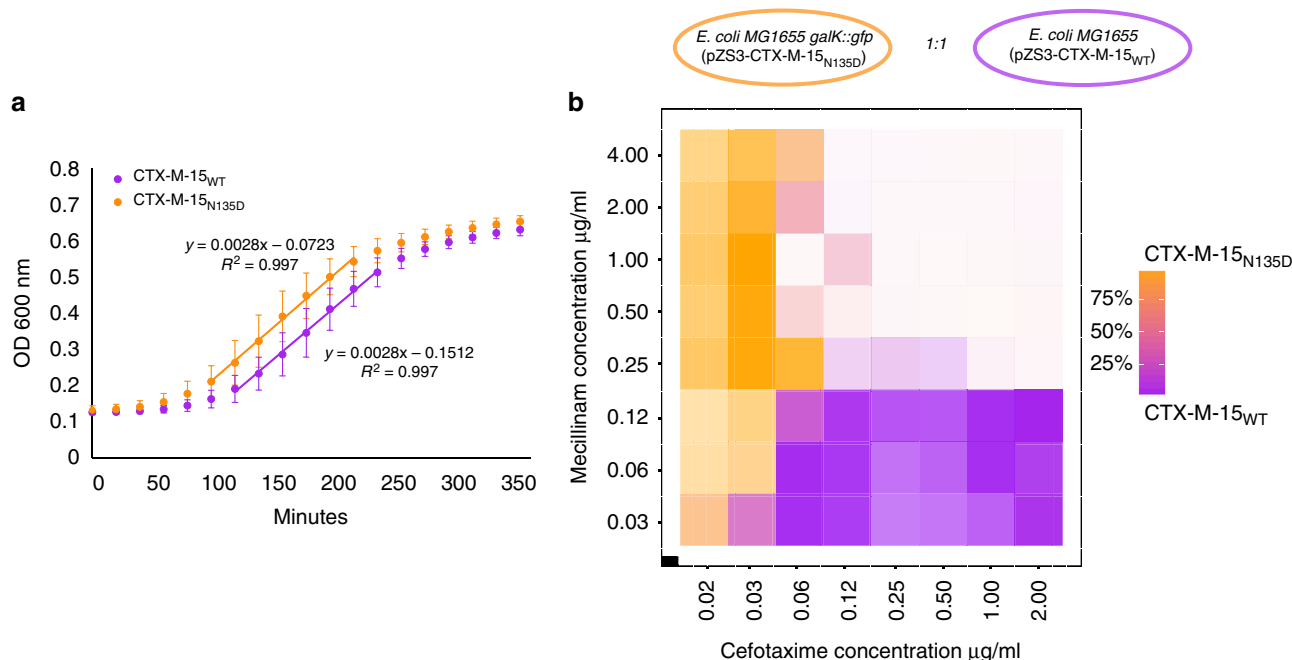 E. coli MG1655 galK::gfp
(pZS3-CTX-M-15N135D)
1:1
E. coli MG1655
(pZS3-CTX-M-15WT)
a
0.8
0.7
0.6
0.5
0.4
0.3
0.2
0.1
0
OD 600 nm
CTX-M-15WT
CTX-M-15N135D
y = 0.0028x – 0.0723
R² = 0.997
y = 0.0028x – 0.1512
R² = 0.997
0 50 100 150 200 250 300 350
Minutes
b
Mecillinam concentration µg/ml
4.00
2.00
1.00
0.50
0.25
0.12
0.06
0.03
0.02 0.03 0.06 0.12 0.25 0.50 1.00 2.00
Cefotaxime concentration µg/ml
CTX-M-15N135D
75%
50%
25%
CTX-M-15WT